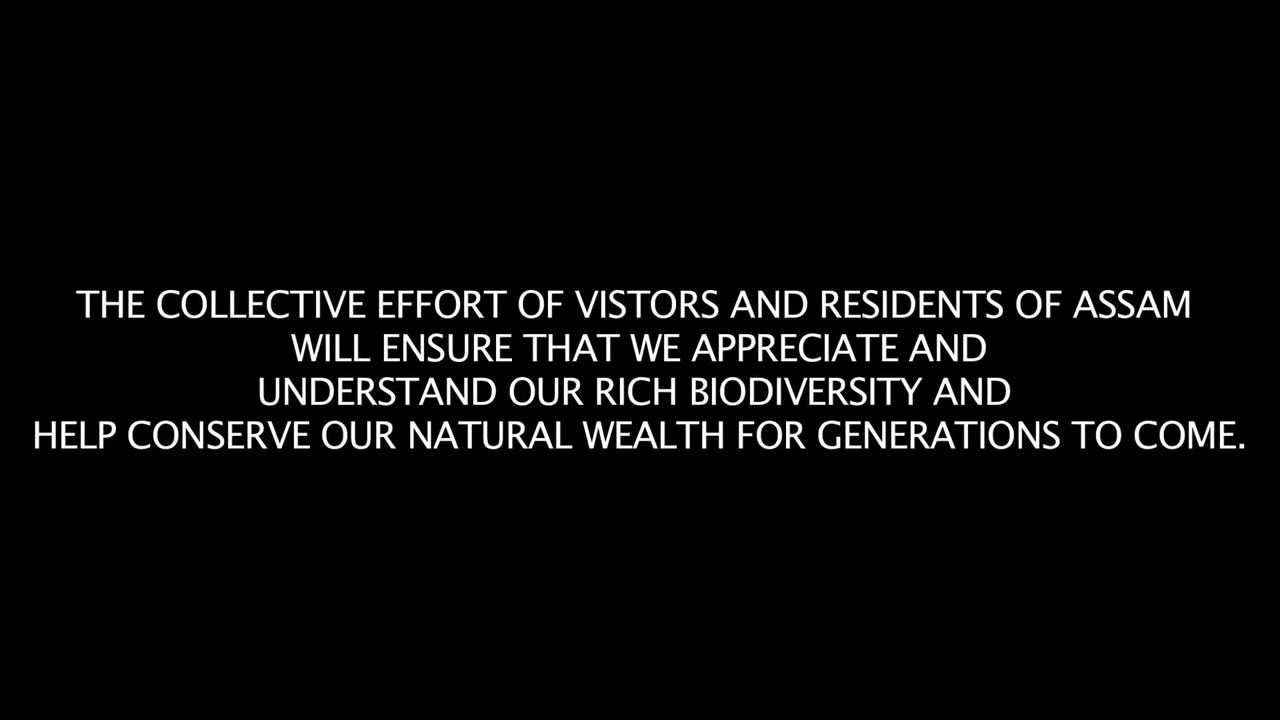 THE COLLECTIVE EFFORT OF VISTORS AND RESIDENTS OF ASSAM
WILL ENSURE THAT WE APPRECIATE AND
UNDERSTAND OUR RICH BIODIVERSITY AND
HELP CONSERVE OUR NATURAL WEALTH FOR GENERATIONS TO COME.